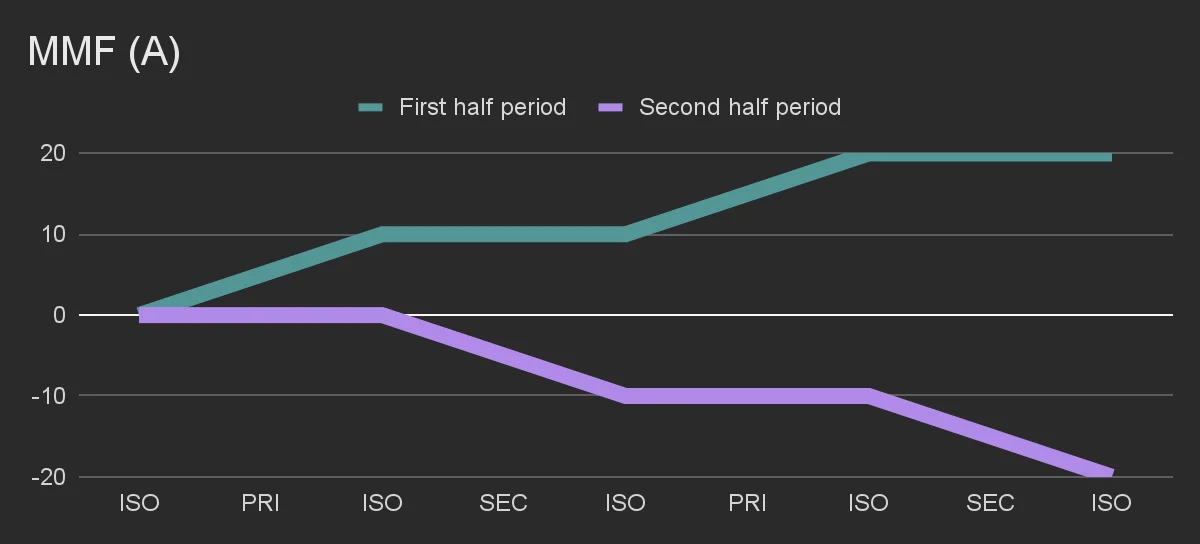 MMF (A)
First half period Second half period
20
10
0
-10
-20
ISO PRI ISO SEC ISO PRI ISO SEC ISO